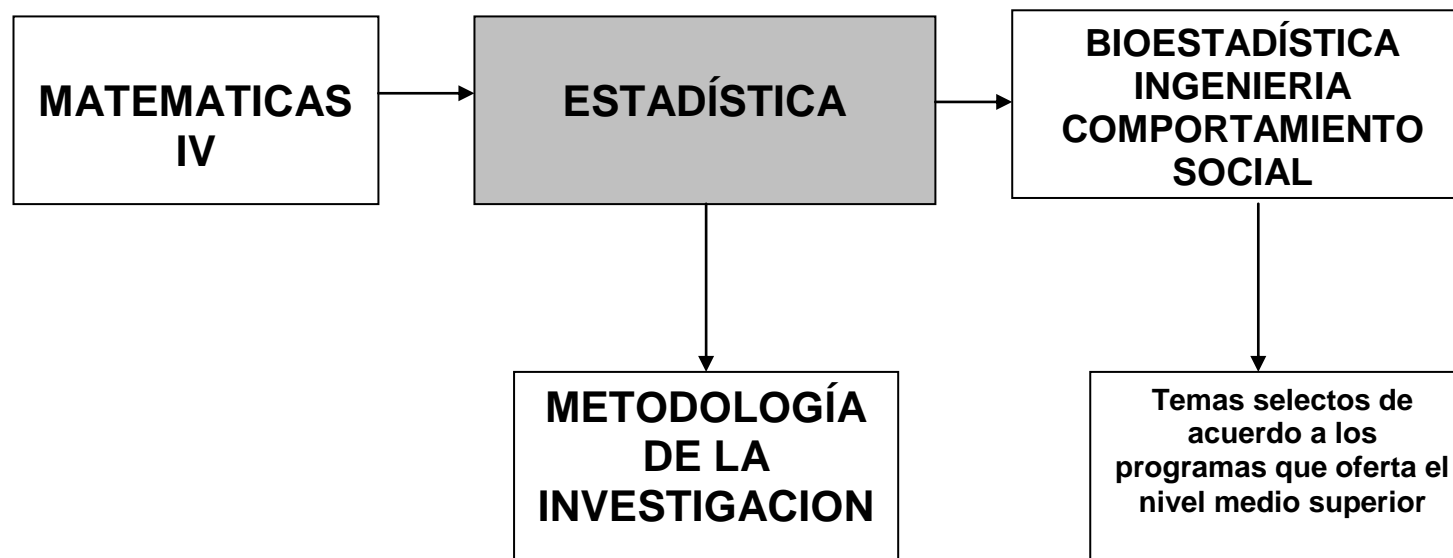 MATEMATICAS
IV
ESTADÍSTICA
BIOESTADÍSTICA
INGENIERIA
COMPORTAMIENTO
SOCIAL
METODOLOGÍA
DE LA
INVESTIGACION
Temas selectos de
acuerdo a los
programas que oferta el
nivel medio superior